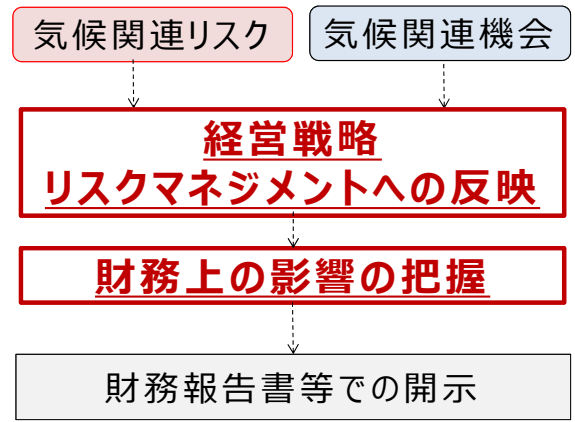 気候関連リスク
気候関連機会
経営戦略
リスクマネジメントへの反映
財務上の影響の把握
財務報告書等での開示